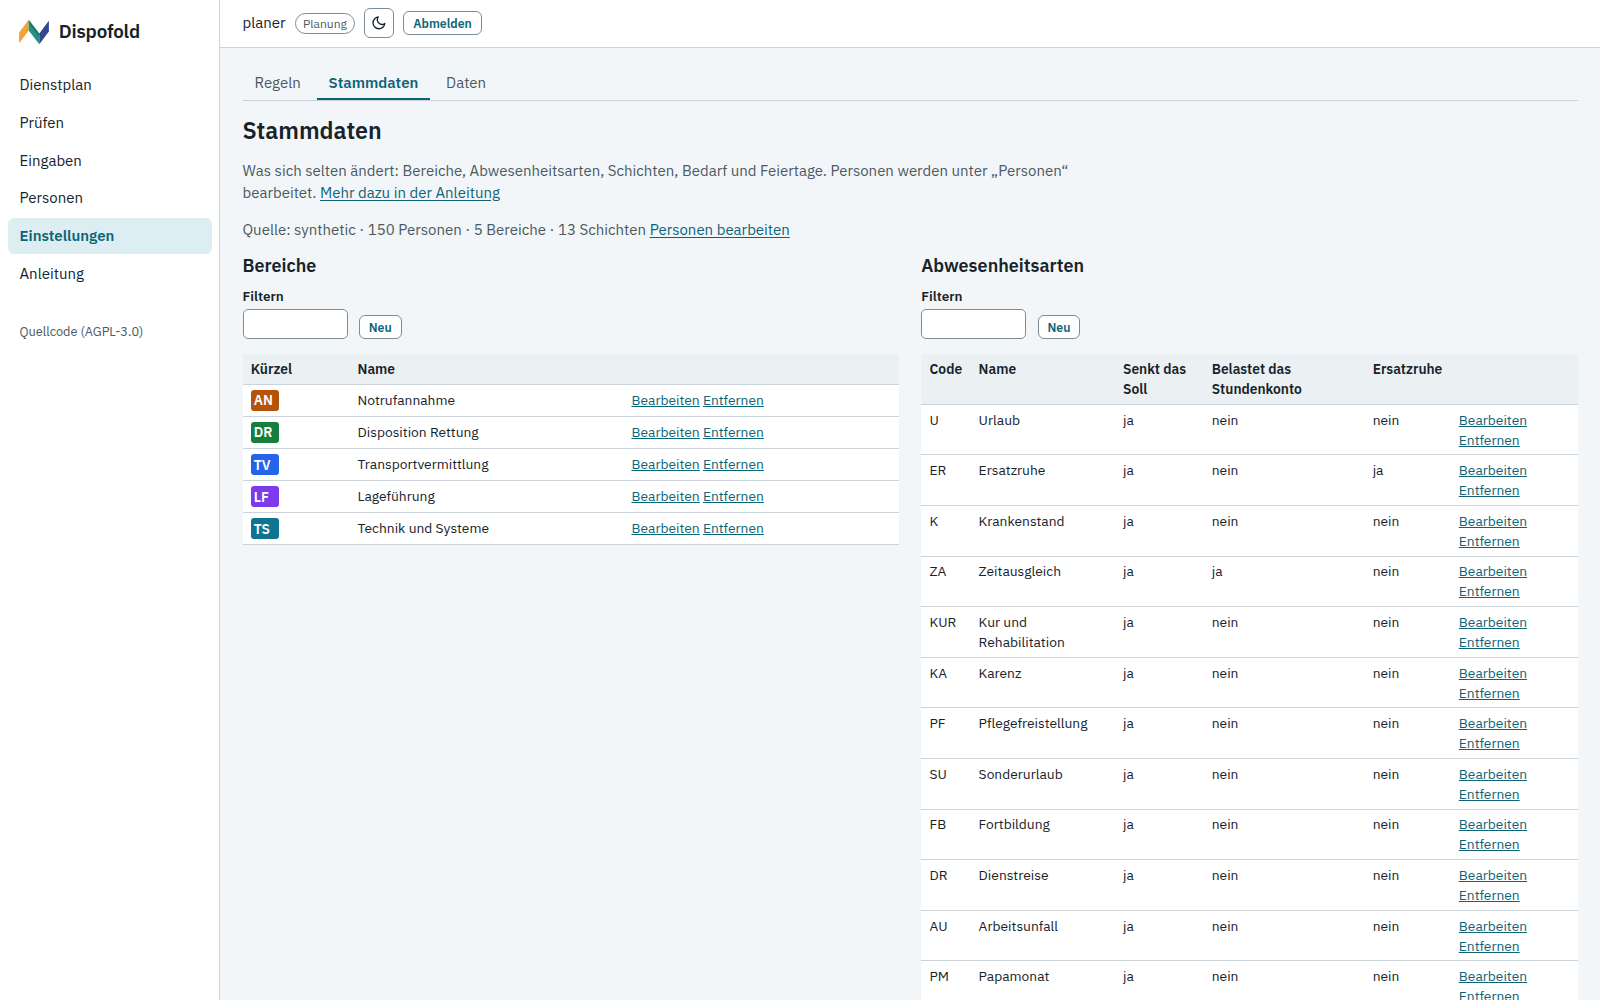 Dispofold
Dienstplan
Prüfen
Eingaben
Personen
Einstellungen
Anleitung
Quellcode (AGPL-3.0)
planer Planung Abmelden
Regeln Stammdaten Daten
Stammdaten
Was sich selten ändert: Bereiche, Abwesenheitsarten, Schichten, Bedarf und Feiertage. Personen werden unter „Personen“
bearbeitet. Mehr dazu in der Anleitung
Quelle: synthetic · 150 Personen · 5 Bereiche · 13 Schichten Personen bearbeiten
Bereiche
Filtern
Neu
Kürzel Name
AN Notrufannahme Bearbeiten Entfernen
DR Disposition Rettung Bearbeiten Entfernen
TV Transportvermittlung Bearbeiten Entfernen
LF Lageführung Bearbeiten Entfernen
TS Technik und Systeme Bearbeiten Entfernen
Abwesenheitsarten
Filtern
Neu
Code Name Senkt das Belastet das Ersatzruhe
Soll Stundenkonto
U Urlaub ja nein nein Bearbeiten
Entfernen
ER Ersatzruhe ja nein ja Bearbeiten
Entfernen
K Krankenstand ja nein nein Bearbeiten
Entfernen
ZA Zeitausgleich ja ja nein Bearbeiten
Entfernen
KUR Kur und ja nein nein Bearbeiten
Rehabilitation Entfernen
KA Karenz ja nein nein Bearbeiten
Entfernen
PF Pflegefreistellung ja nein nein Bearbeiten
Entfernen
SU Sonderurlaub ja nein nein Bearbeiten
Entfernen
FB Fortbildung ja nein nein Bearbeiten
Entfernen
DR Dienstreise ja nein nein Bearbeiten
Entfernen
AU Arbeitsunfall ja nein nein Bearbeiten
Entfernen
PM Papamonat ja nein nein Bearbeiten
Entfernen